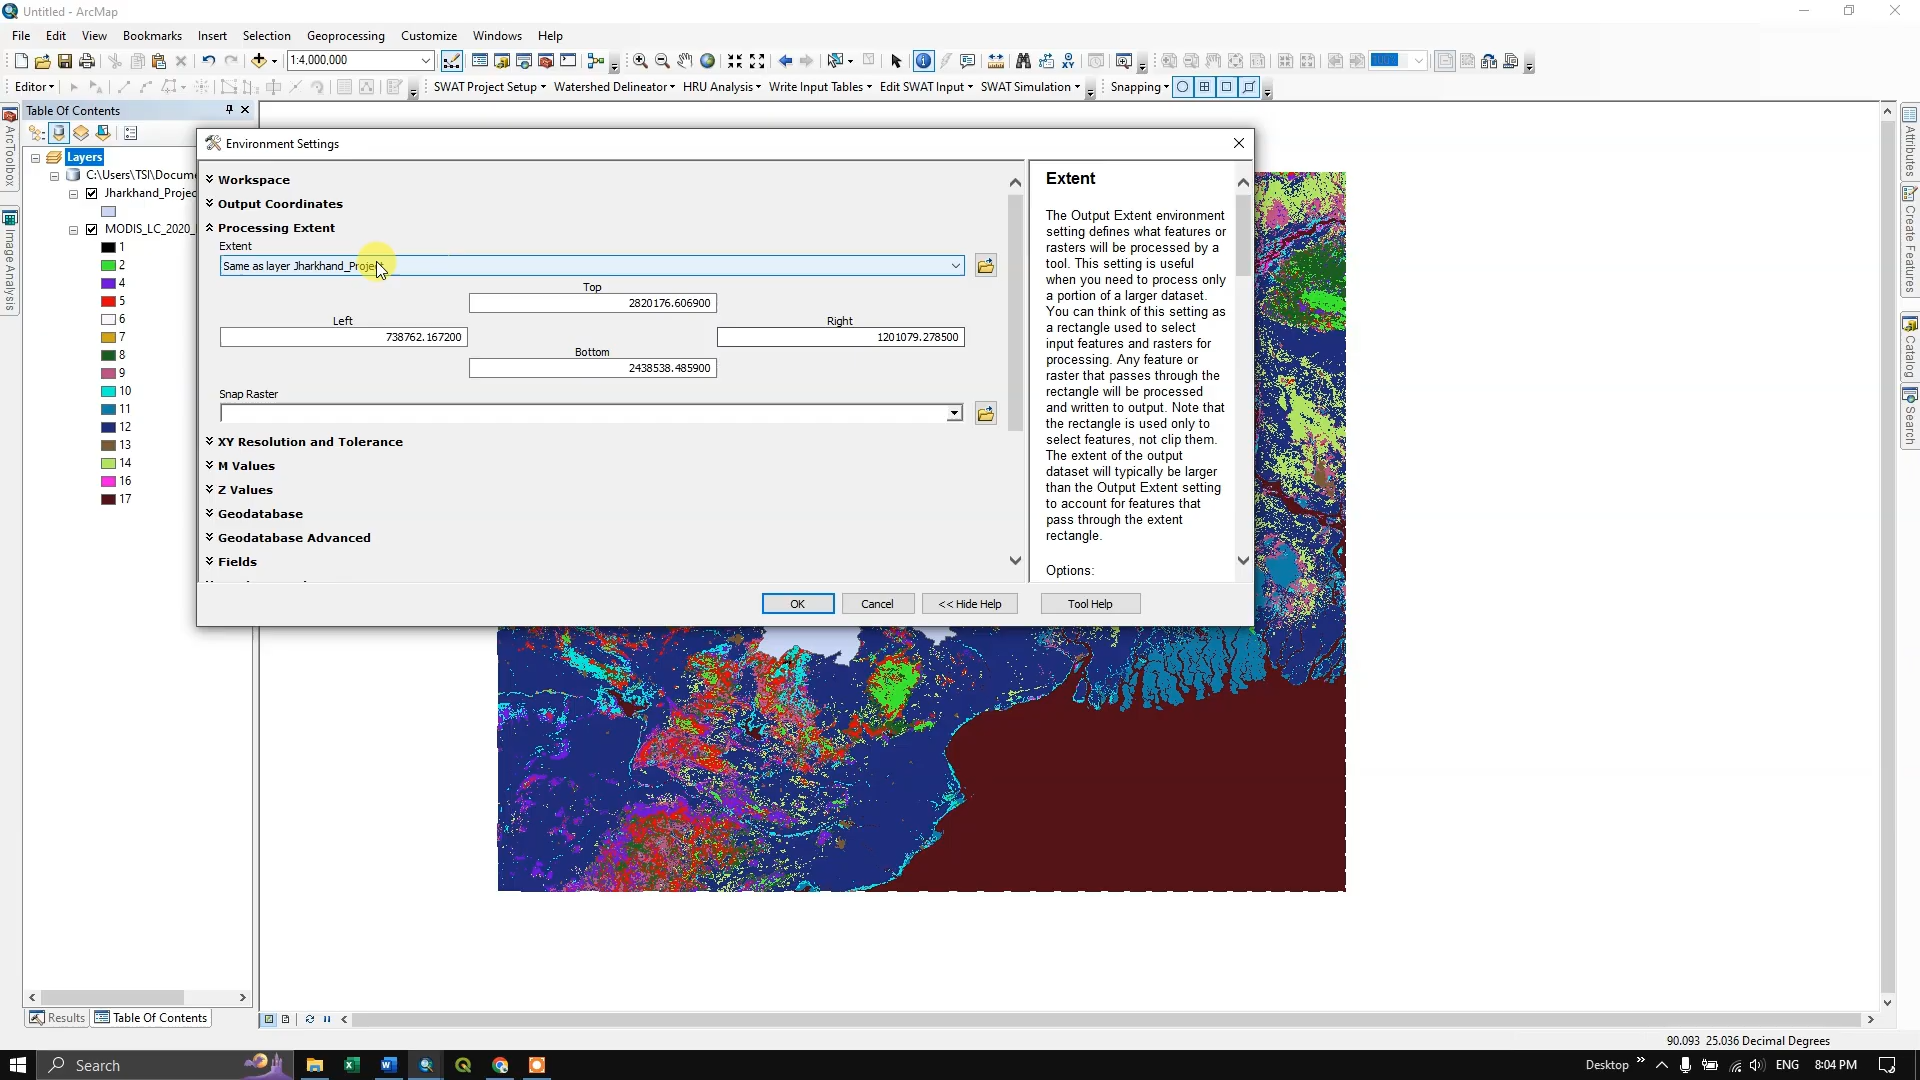 Untitled - ArcMap
File Edit View Bookmarks Insert Selection Geoprocessing Customize Windows Help
1:4,000,000
100%
Editor SWAT Project Setup Watershed Delineator HRU Analysis Write Input Tables Edit SWAT Input SWAT Simulation Snapping
Table Of Contents
ArcToolbox
Image Analysis
Layers
C:\Users\TSI\Docume
Jharkhand_Projec
MODIS_LC_2020_
1
2
4
5
6
7
8
9
10
11
12
13
14
16
17
Environment Settings
Workspace
Output Coordinates
Processing Extent
Extent
Same as layer Jharkhand_Project
Top
2820176.606900
Left
738762.167200
Right
1201079.278500
Bottom
2438538.485900
Snap Raster
XY Resolution and Tolerance
M Values
Z Values
Geodatabase
Geodatabase Advanced
Fields
Extent
The Output Extent environment
setting defines what features or
rasters will be processed by a
tool. This setting is useful
when you need to process only
a portion of a larger dataset.
You can think of this setting as
a rectangle used to select
input features and rasters for
processing. Any feature or
raster that passes through the
rectangle will be processed
and written to output. Note that
the rectangle is used only to
select features, not clip them.
The extent of the output
dataset will typically be larger
than the Output Extent setting
to account for features that
pass through the extent
rectangle.
Options:
OK Cancel << Hide Help Tool Help
Attributes
Create Features
Catalog
Search
Results Table Of Contents
90.093 25.036 Decimal Degrees
Search
Desktop ENG 8:04 PM